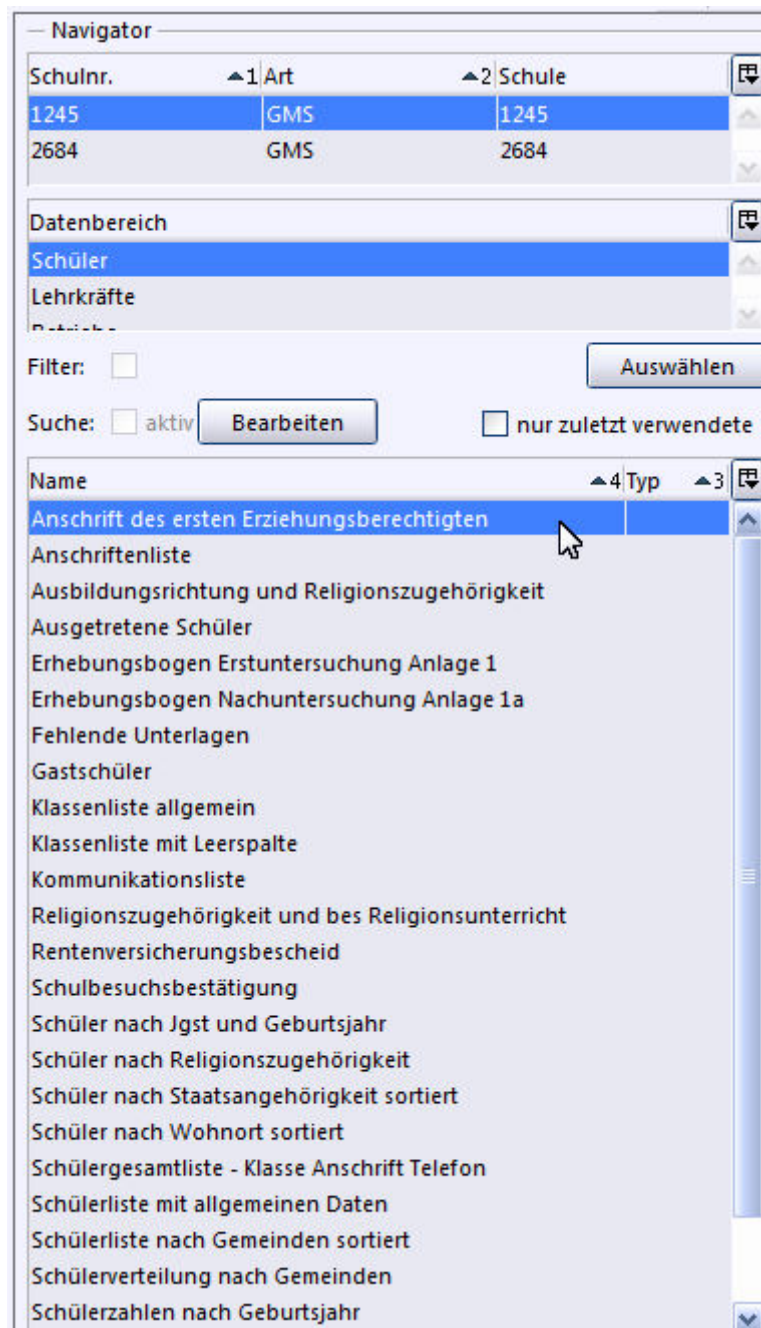 Navigator
Schulnr. 1 Art 2 Schule
1245 GMS 1245
2684 GMS 2684
Datenbereich
Schüler
Lehrkräfte
Filter: Auswählen
Suche: aktiv Bearbeiten nur zuletzt verwendete
Name 4 Typ 3
Anschrift des ersten Erziehungsberechtigten
Anschriftenliste
Ausbildungsrichtung und Religionszugehörigkeit
Ausgetretene Schüler
Erhebungsbogen Erstuntersuchung Anlage 1
Erhebungsbogen Nachuntersuchung Anlage 1a
Fehlende Unterlagen
Gastschüler
Klassenliste allgemein
Klassenliste mit Leerspalte
Kommunikationsliste
Religionszugehörigkeit und bes Religionsunterricht
Rentenversicherungsbescheid
Schulbesuchsbestätigung
Schüler nach Jgst und Geburtsjahr
Schüler nach Religionszugehörigkeit
Schüler nach Staatsangehörigkeit sortiert
Schüler nach Wohnort sortiert
Schülergesamtliste - Klasse Anschrift Telefon
Schülerliste mit allgemeinen Daten
Schülerliste nach Gemeinden sortiert
Schülerverteilung nach Gemeinden
Schülerzahlen nach Geburtsjahr